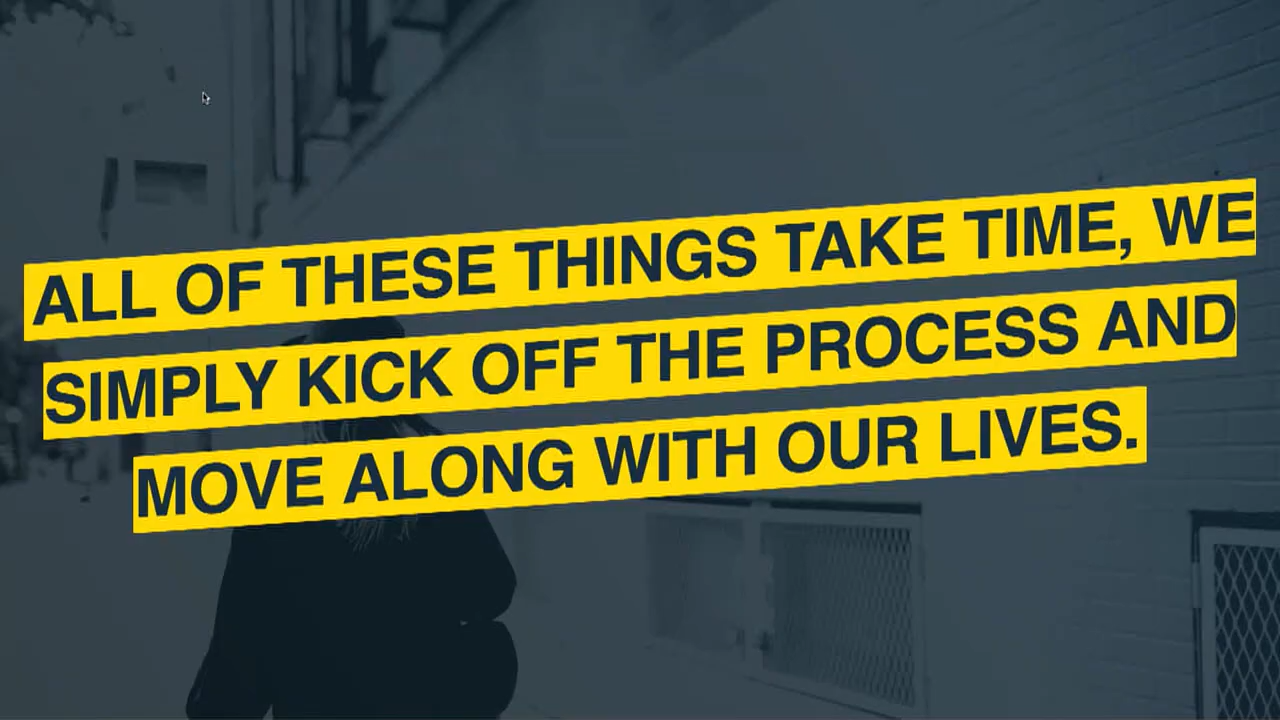 ALL OF THESE THINGS TAKE TIME, WE
SIMPLY KICK OFF THE PROCESS AND
MOVE ALONG WITH OUR LIVES.